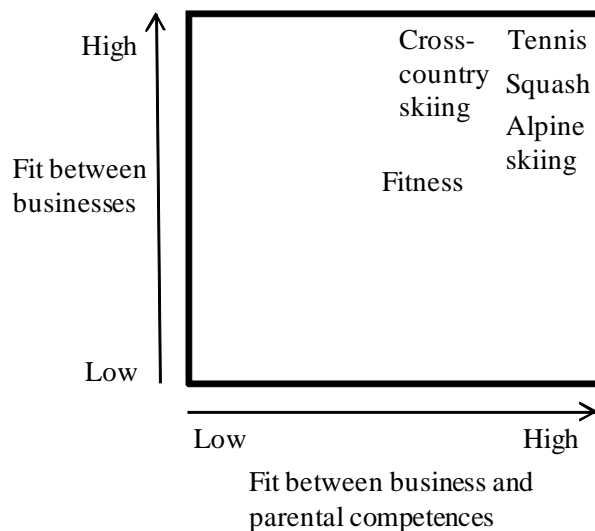 High
Cross-
country
skiing
Tennis
Squash
Alpine
skiing
Fitness
Fit between
businesses
Low
Low
High
Fit between business and
parental competences